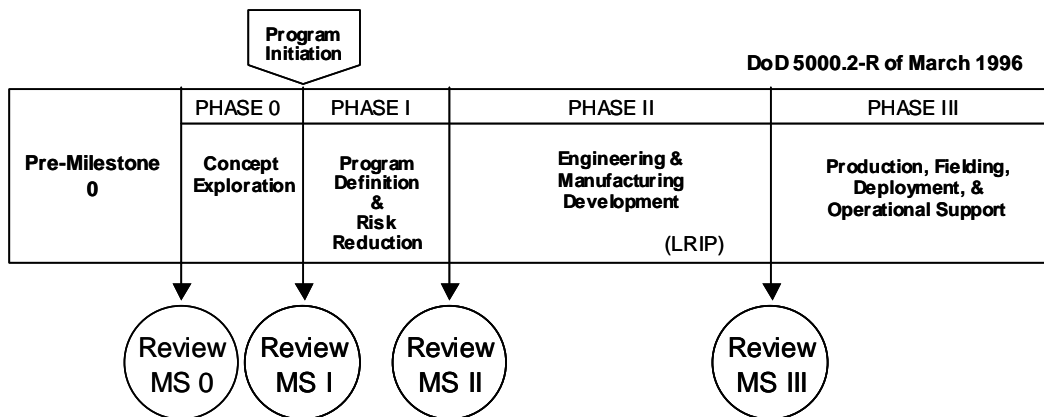 Program
Initiation
DoD 5000.2-R of March 1996
PHASE 0
PHASE I
PHASE II
PHASE III
Pre-Milestone
0
Concept
Exploration
Program
Definition
&
Risk
Reduction
Engineering &
Manufacturing
Development
(LRIP)
Production, Fielding,
Deployment, &
Operational Support
Review
MS 0
Review
MS I
Review
MS II
Review
MS III